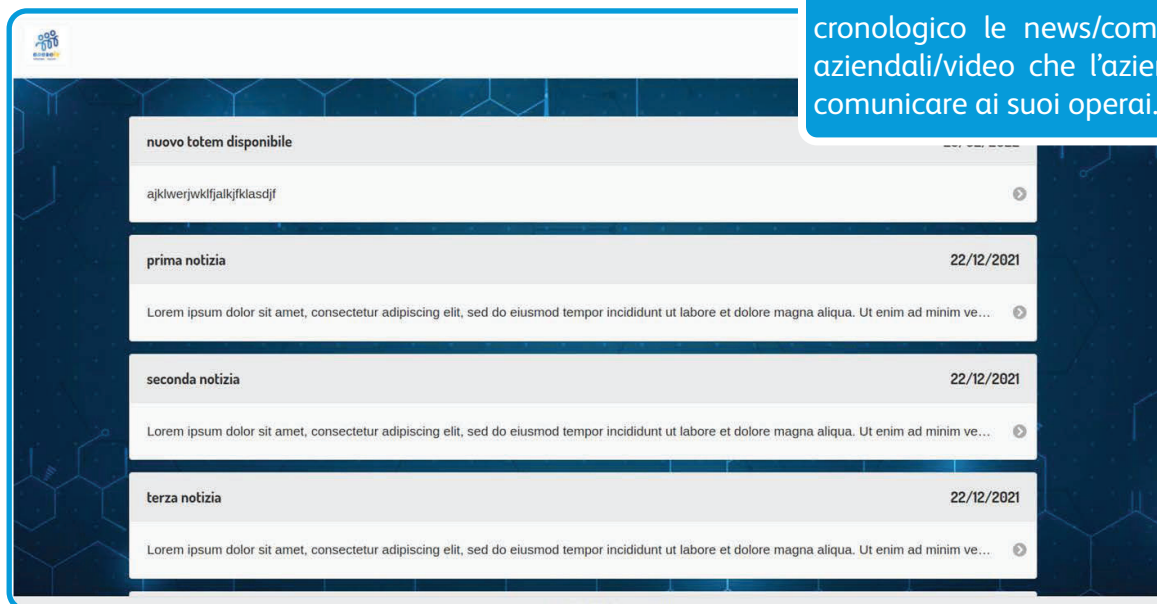 cronologico le news/com
aziendali/video che l'azie
comunicare ai suoi operai.
nuovo totem disponibile
ajklwerjwklfjalkjfklasdjf
prima notizia 22/12/2021
Lorem ipsum dolor sit amet, consectetur adipiscing elit, sed do eiusmod tempor incididunt ut labore et dolore magna aliqua. Ut enim ad minim ve...
seconda notizia 22/12/2021
Lorem ipsum dolor sit amet, consectetur adipiscing elit, sed do eiusmod tempor incididunt ut labore et dolore magna aliqua. Ut enim ad minim ve...
terza notizia 22/12/2021
Lorem ipsum dolor sit amet, consectetur adipiscing elit, sed do eiusmod tempor incididunt ut labore et dolore magna aliqua. Ut enim ad minim ve...